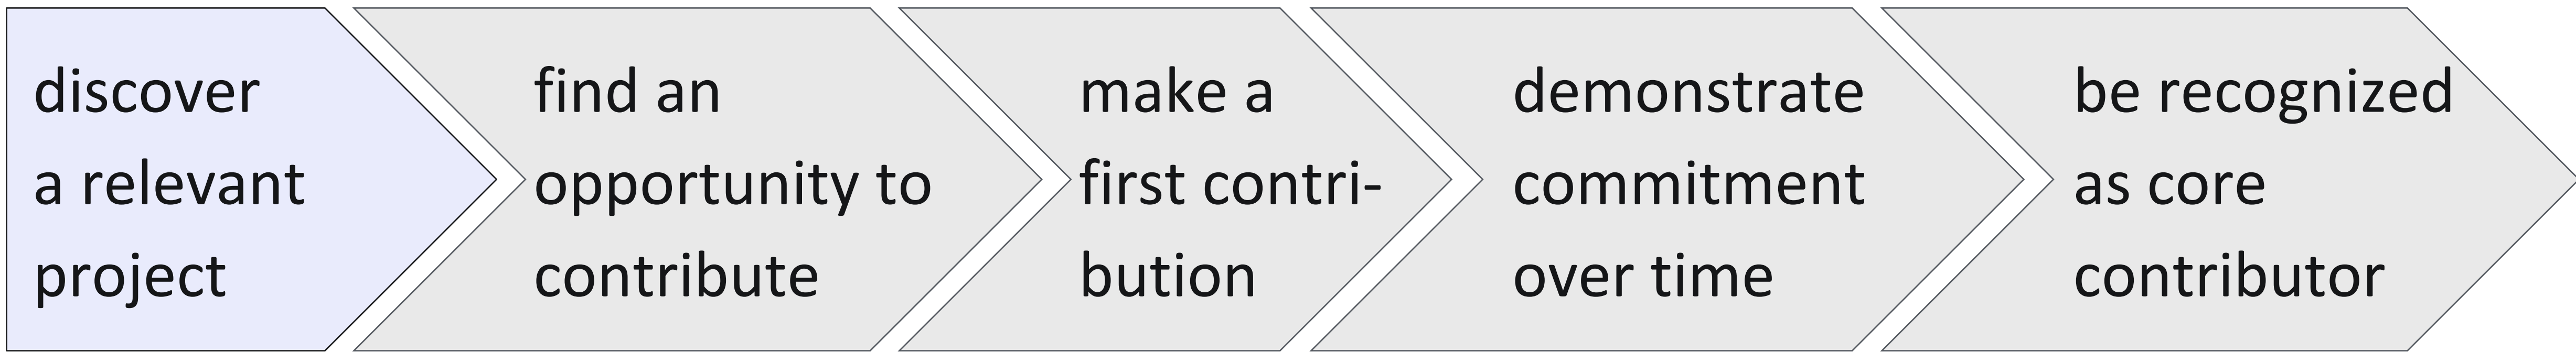 discover
a relevant
project
find an
opportunity to
contribute
make a
first contri-
bution
demonstrate
commitment
over time
be recognized
as core
contributor